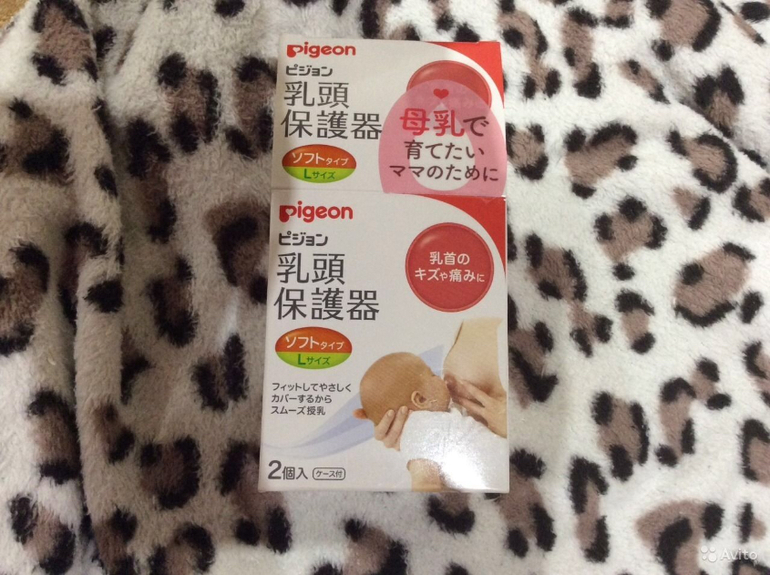 pigeon
ピジョン
乳頭
保護器
ソフトタイプ
Lサイズ
母乳で
育てたい
ママのために
pigeon
ピジョン
乳頭
保護器
乳首の
キズや痛みに
ソフトタイプ
Lサイズ
フィットしてやさしく
カバーするから
スムーズ授乳
2個入 ケース付
Avito